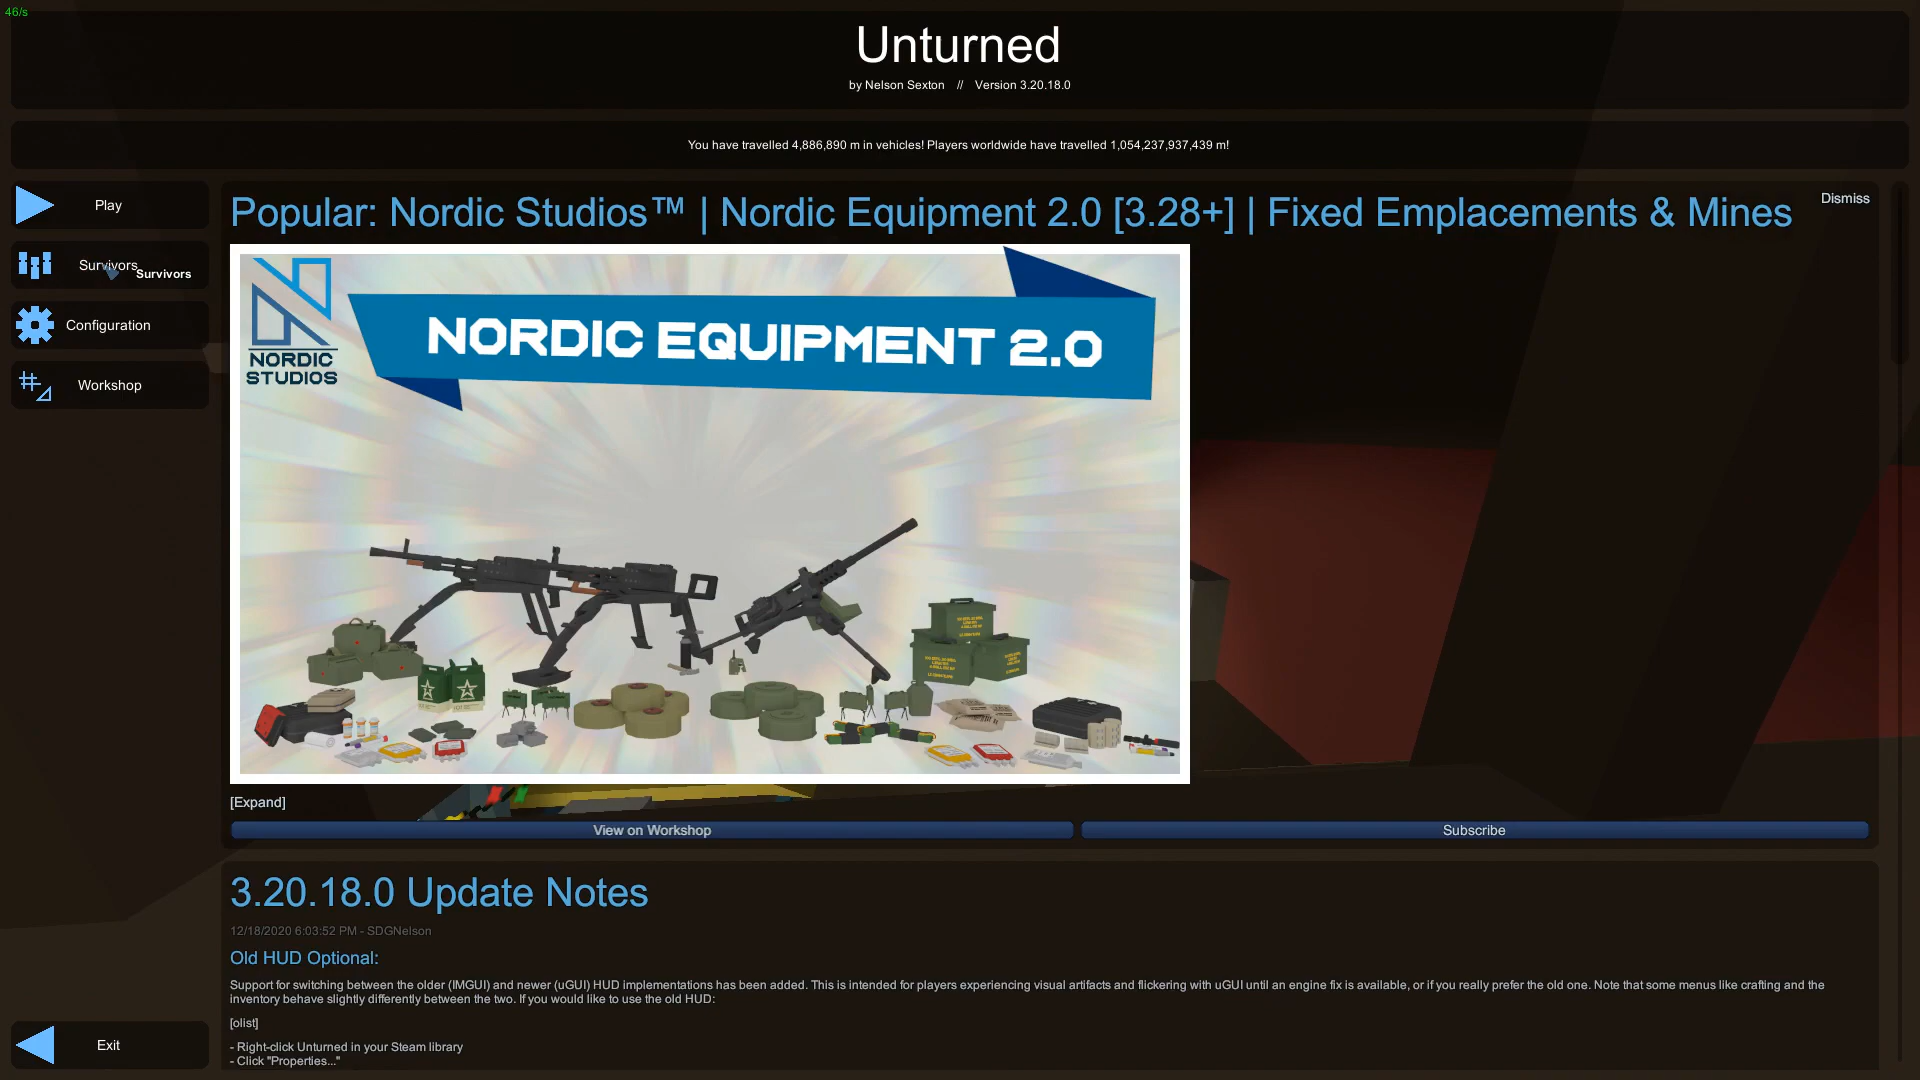 46/s
Unturned
by Nelson Sexton // Version 3.20.18.0
You have travelled 4,886,890 m in vehicles! Players worldwide have travelled 1,054,237,937,439 m!
Play
Survivors
Survivors
Configuration
Workshop
Exit
Popular: Nordic Studios™ | Nordic Equipment 2.0 [3.28+] | Fixed Emplacements & Mines
Dismiss
NORDIC
STUDIOS
NORDIC EQUIPMENT 2.0
[Expand]
View on Workshop
Subscribe
3.20.18.0 Update Notes
12/18/2020 6:03:52 PM - SDGNelson
Old HUD Optional:
Support for switching between the older (IMGUI) and newer (uGUI) HUD implementations has been added. This is intended for players experiencing visual artifacts and flickering with uGUI until an engine fix is available, or if you really prefer the old one. Note that some menus like crafting and the
inventory behave slightly differently between the two. If you would like to use the old HUD:
[olist]
- Right-click Unturned in your Steam library
- Click "Properties..."